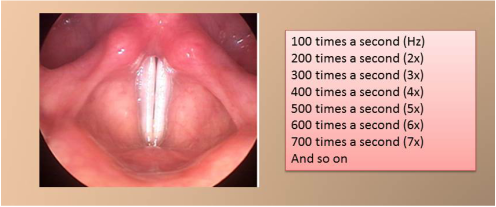 100 times a second (Hz)
200 times a second (2x)
300 times a second (3x)
400 times a second (4x)
500 times a second (5x)
600 times a second (6x)
700 times a second (7x)
And so on